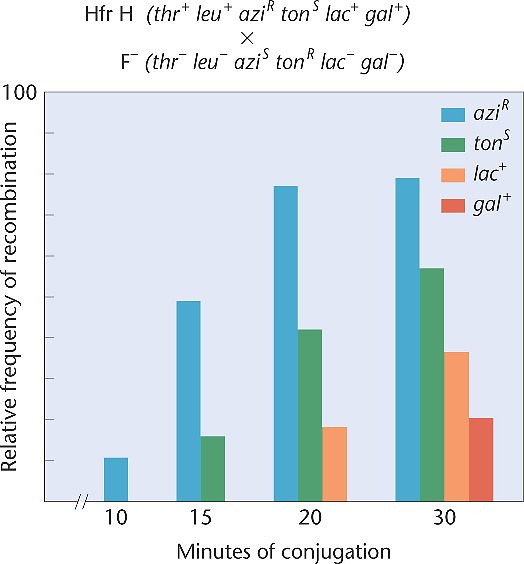 Hfr H (thr+ leu+ aziR tonS lac+ gal+)
×
F− (thr− leu− aziS tonR lac− gal−)
100
Relative frequency of recombination
aziR
tonS
lac+
gal+
//
10 15 20 30
Minutes of conjugation